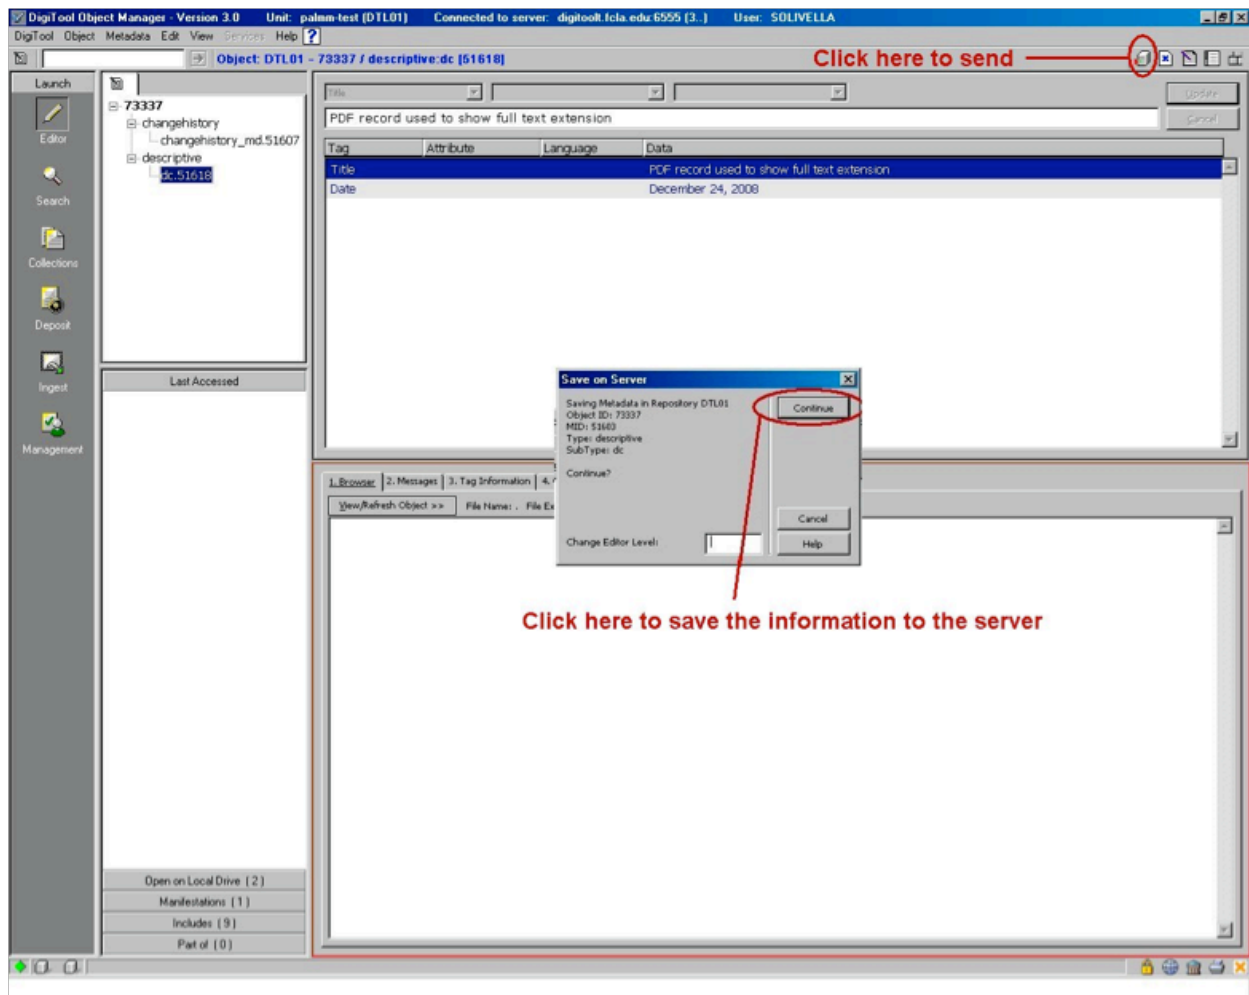 DigiTool Object Manager - Version 3.0 Unit: palmm-test (DTL01) Connected to server: digitoolt.fcla.edu:6555 (3..) User: SOLIVELLA
DigiTool Object Metadata Edit View Services Help ?
Object: DTL01 - 73337 / descriptive:dc [51618]
Click here to send
Launch
Editor
Search
Collections
Deposit
Ingest
Management
73337
changehistory
changehistory_md.51607
descriptive
dc.51618
Last Accessed
Open on Local Drive ( 2 )
Manifestations ( 1 )
Includes ( 9 )
Part of ( 0 )
Title
Update
PDF record used to show full text extension
Cancel
Tag Attribute Language Data
Title PDF record used to show full text extension
Date December 24, 2008
Save on Server
Saving Metadata in Repository DTL01
Object ID: 73337
MID: 51603
Type: descriptive
SubType: dc
Continue?
Change Editor Level:
Continue
Cancel
Help
1. Browser 2. Messages 3. Tag Information 4.
View/Refresh Object >> File Name: . File Ex
Click here to save the information to the server